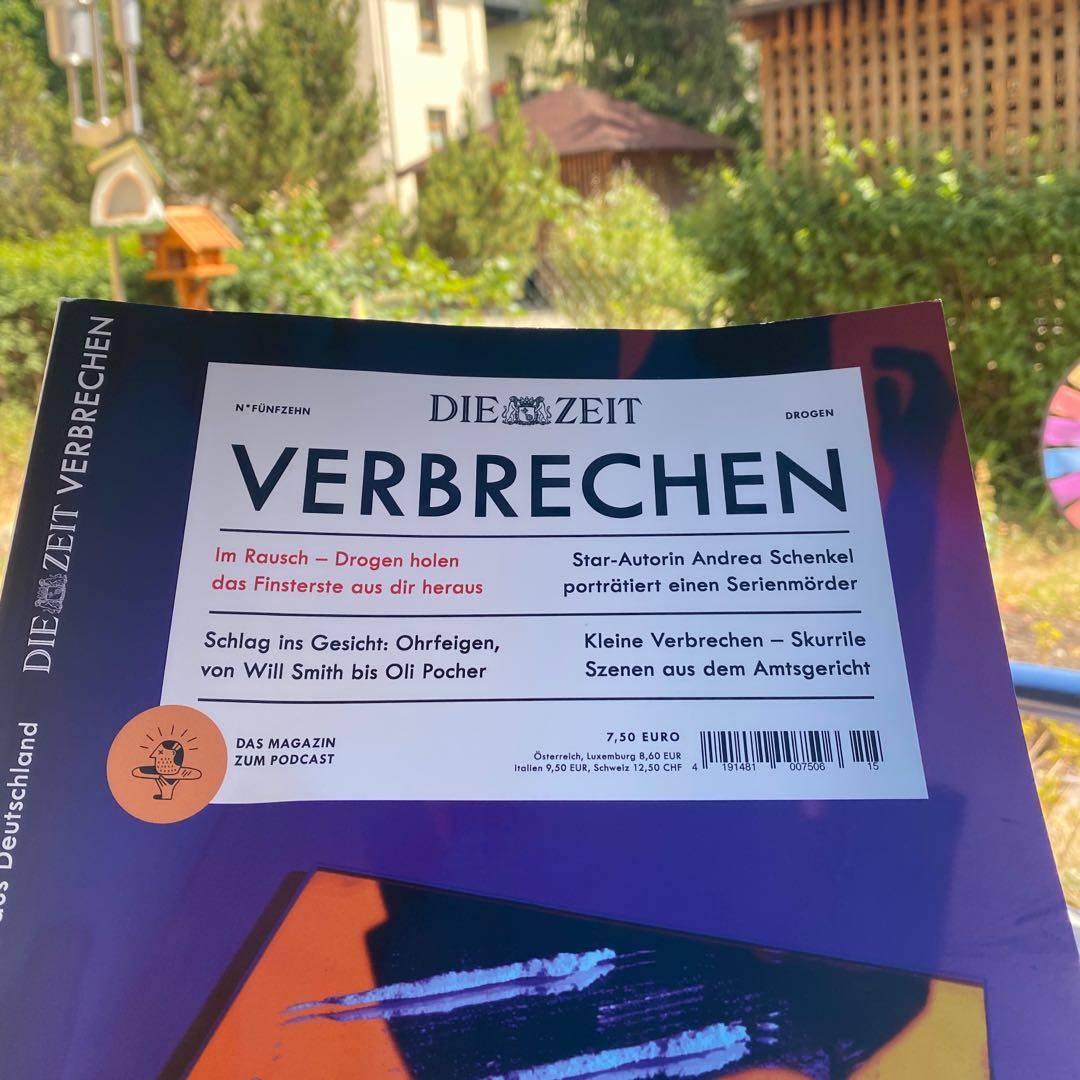 DIE ZEIT VERBRECHEN
aus Deutschland
N°FÜNFZEHN
DIE ZEIT
DROGEN
VERBRECHEN
Im Rausch – Drogen holen
das Finsterste aus dir heraus
Star-Autorin Andrea Schenkel
porträtiert einen Serienmörder
Schlag ins Gesicht: Ohrfeigen,
von Will Smith bis Oli Pocher
Kleine Verbrechen – Skurrile
Szenen aus dem Amtsgericht
DAS MAGAZIN
ZUM PODCAST
7,50 EURO
Österreich, Luxemburg 8,60 EUR
Italien 9,50 EUR, Schweiz 12,50 CHF
4 191481 007506 15